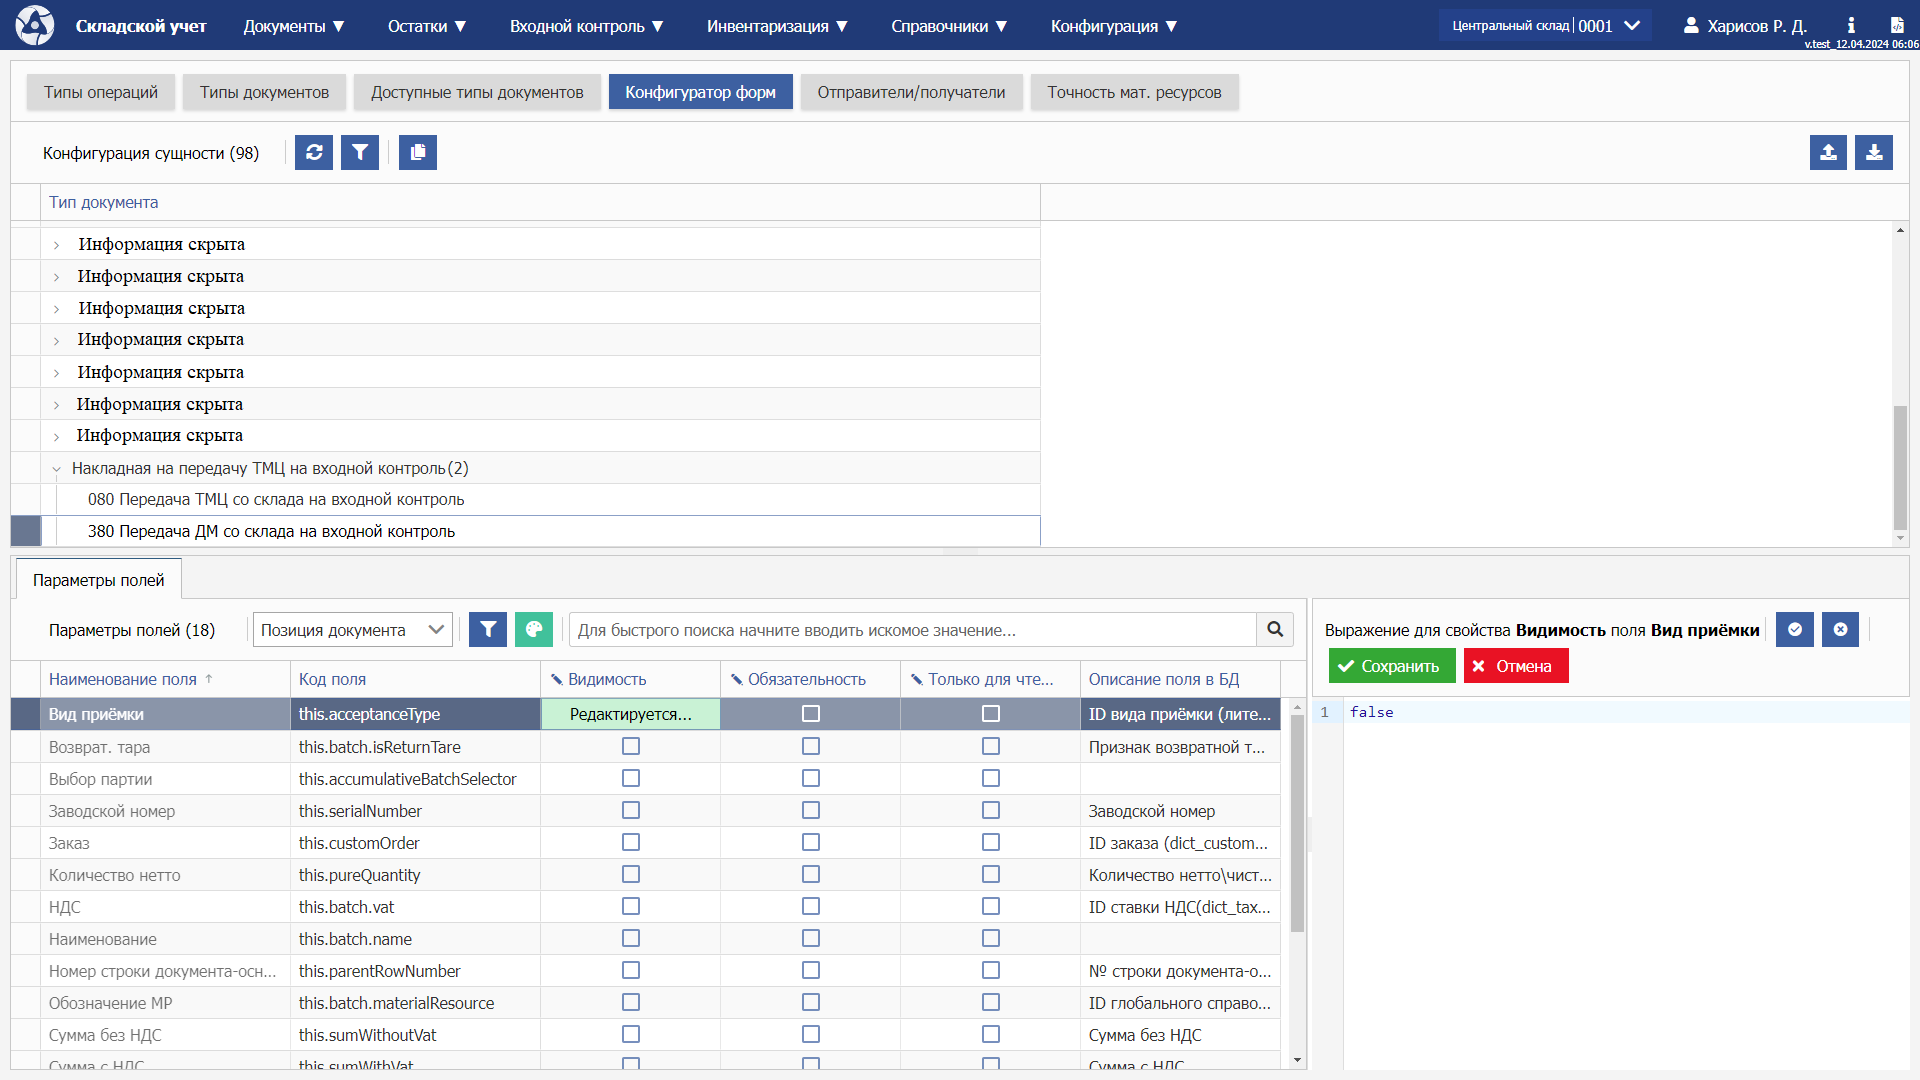 Складской учет
Документы ▼
Остатки ▼
Входной контроль ▼
Инвентаризация ▼
Справочники ▼
Конфигурация ▼
Центральный склад | 0001
Харисов Р. Д.
v.test_12.04.2024 06:06
Типы операций
Типы документов
Доступные типы документов
Конфигуратор форм
Отправители/получатели
Точность мат. ресурсов
Конфигурация сущности (98)
Тип документа
Информация скрыта
Информация скрыта
Информация скрыта
Информация скрыта
Информация скрыта
Информация скрыта
Информация скрыта
Накладная на передачу ТМЦ на входной контроль(2)
080 Передача ТМЦ со склада на входной контроль
380 Передача ДМ со склада на входной контроль
Параметры полей
Параметры полей (18)
Позиция документа
Для быстрого поиска начните вводить искомое значение...
Выражение для свойства Видимость поля Вид приёмки
Сохранить
Отмена
Наименование поля ↑ Код поля Видимость Обязательность Только для чте... Описание поля в БД
Вид приёмки this.acceptanceType Редактируется... ID вида приёмки (лите...
Возврат. тара this.batch.isReturnTare Признак возвратной т...
Выбор партии this.accumulativeBatchSelector
Заводской номер this.serialNumber Заводской номер
Заказ this.customOrder ID заказа (dict_custom...
Количество нетто this.pureQuantity Количество нетто\чист...
НДС this.batch.vat ID ставки НДС(dict_tax...
Наименование this.batch.name
Номер строки документа-осн... this.parentRowNumber № строки документа-о...
Обозначение МР this.batch.materialResource ID глобального справо...
Сумма без НДС this.sumWithoutVat Сумма без НДС
Сумма с НДС this.sumWithVat Сумма с НДС
1 false